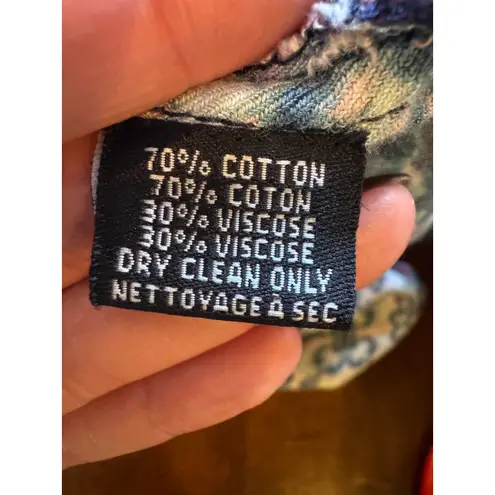 70% COTTON
70% COTON
30% VISCOSE
30% VISCOSE
DRY CLEAN ONLY
NETTOYAGE À SEC